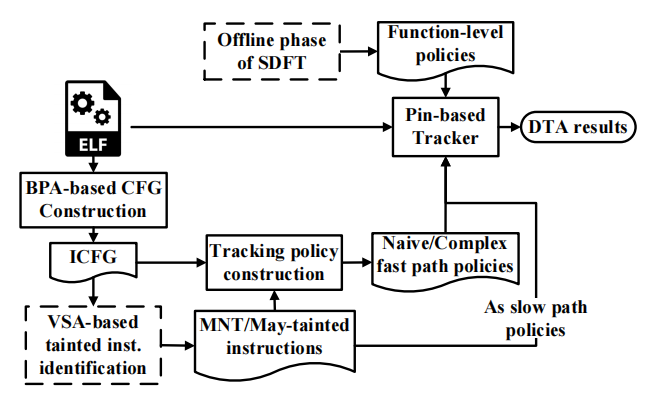 Offline phase
of SDFT
Function-level
policies
ELF
Pin-based
Tracker
DTA results
BPA-based CFG
Construction
ICFG
Tracking policy
construction
Naive/Complex
fast path policies
As slow path
policies
VSA-based
tainted inst.
identification
MNT/May-tainted
instructions